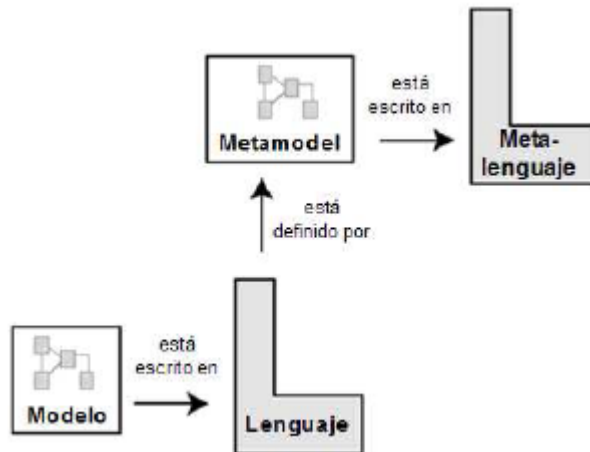 está
escrito en
Metamodel
Meta-
lenguaje
está
definido por
está
escrito en
Modelo
Lenguaje